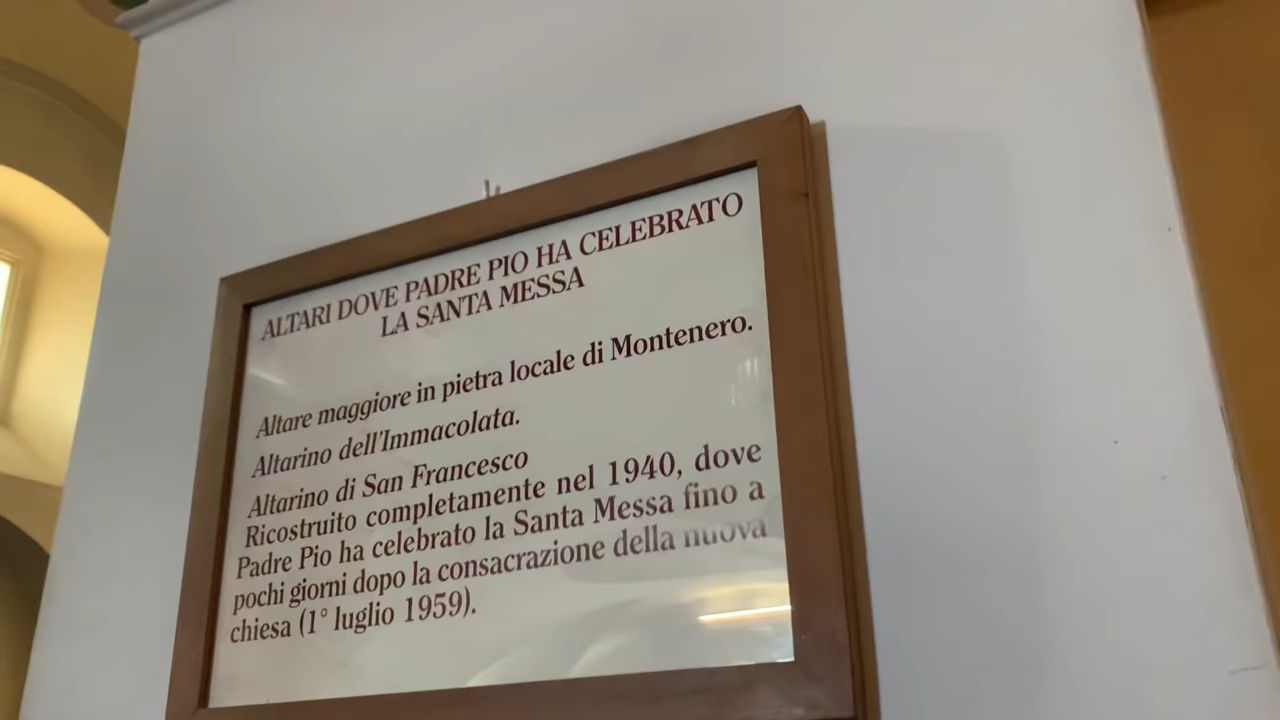 ALTARI DOVE PADRE PIO HA CELEBRATO
LA SANTA MESSA
Altare maggiore in pietra locale di Montenero.
Altarino dell'Immacolata.
Altarino di San Francesco
Ricostruito completamente nel 1940, dove
Padre Pio ha celebrato la Santa Messa fino a
pochi giorni dopo la consacrazione della nuova
chiesa (1° luglio 1959).